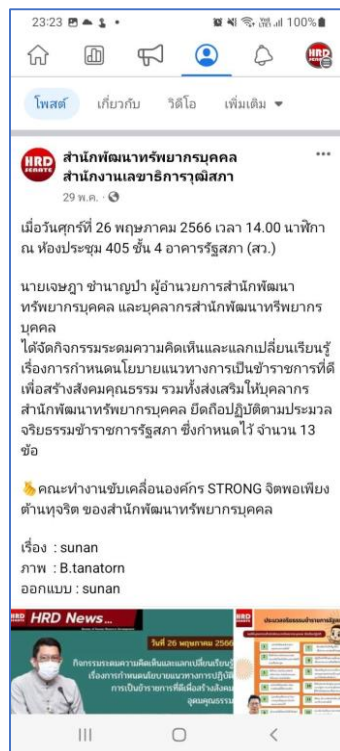 23:23
100%
โพสต์ เกี่ยวกับ วิดีโอ เพิ่มเติม
HRD SENATE
สำนักพัฒนาทรัพยากรบุคคล
สำนักงานเลขาธิการวุฒิสภา
29 พ.ค.
เมื่อวันศุกร์ที่ 26 พฤษภาคม 2566 เวลา 14.00 นาฬิกา
ณ ห้องประชุม 405 ชั้น 4 อาคารรัฐสภา (สว.)
นายเจษฎา ชำนาญป่า ผู้อำนวยการสำนักพัฒนา
ทรัพยากรบุคคล และบุคลากรสำนักพัฒนาทรัพยากร
บุคคล
ได้จัดกิจกรรมระดมความคิดเห็นและแลกเปลี่ยนเรียนรู้
เรื่องการกำหนดนโยบายแนวทางการเป็นข้าราชการที่ดี
เพื่อสร้างสังคมคุณธรรม รวมทั้งส่งเสริมให้บุคลากร
สำนักพัฒนาทรัพยากรบุคคล ยึดถือปฏิบัติตามประมวล
จริยธรรมข้าราชการรัฐสภา ซึ่งกำหนดไว้ จำนวน 13
ข้อ
คณะทำงานขับเคลื่อนองค์กร STRONG จิตพอเพียง
ต้านทุจริต ของสำนักพัฒนาทรัพยากรบุคคล
เรื่อง : sunan
ภาพ : B.tanatorn
ออกแบบ : sunan
HRD News...
วันที่ 26 พฤษภาคม 2566
กิจกรรมระดมความคิดเห็นและแลกเปลี่ยนเรียนรู้
เรื่องการกำหนดนโยบายแนวทางการปฏิบัติ
การเป็นข้าราชการที่ดีเพื่อสร้างสังคม
อุดมคุณธรรม
ประมวลจริยธรรมข้าราชการรัฐ